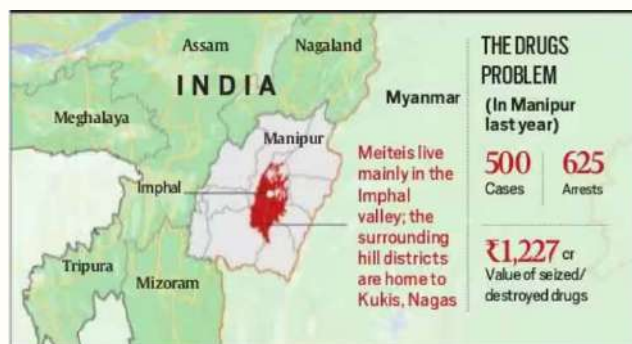 Assam
Nagaland
INDIA
Meghalaya
Myanmar
Manipur
Imphal
Meiteis live
mainly in the
Imphal
valley; the
surrounding
hill districts
are home to
Kukis, Nagas
Tripura
Mizoram
THE DRUGS
PROBLEM
(In Manipur
last year)
500
Cases
625
Arrests
₹1,227 cr
Value of seized/
destroyed drugs